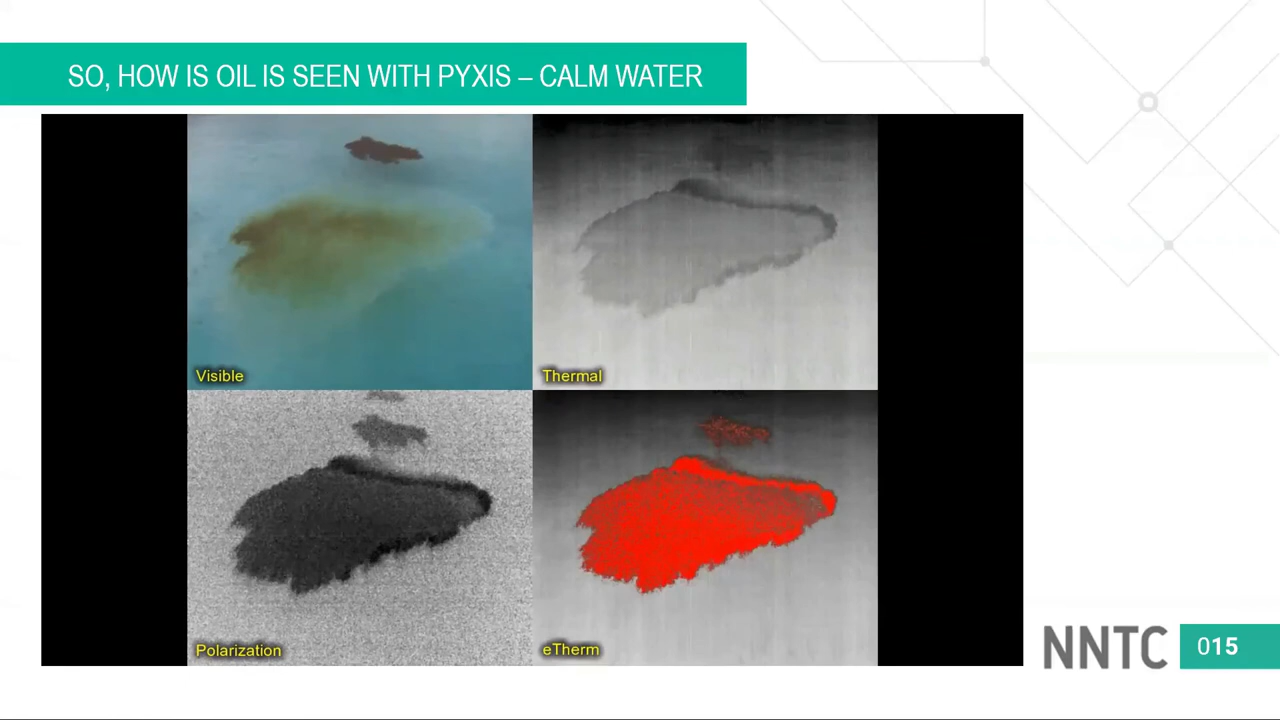 SO, HOW IS OIL IS SEEN WITH PYXIS – CALM WATER
Visible
Thermal
Polarization
eTherm
NNTC
015